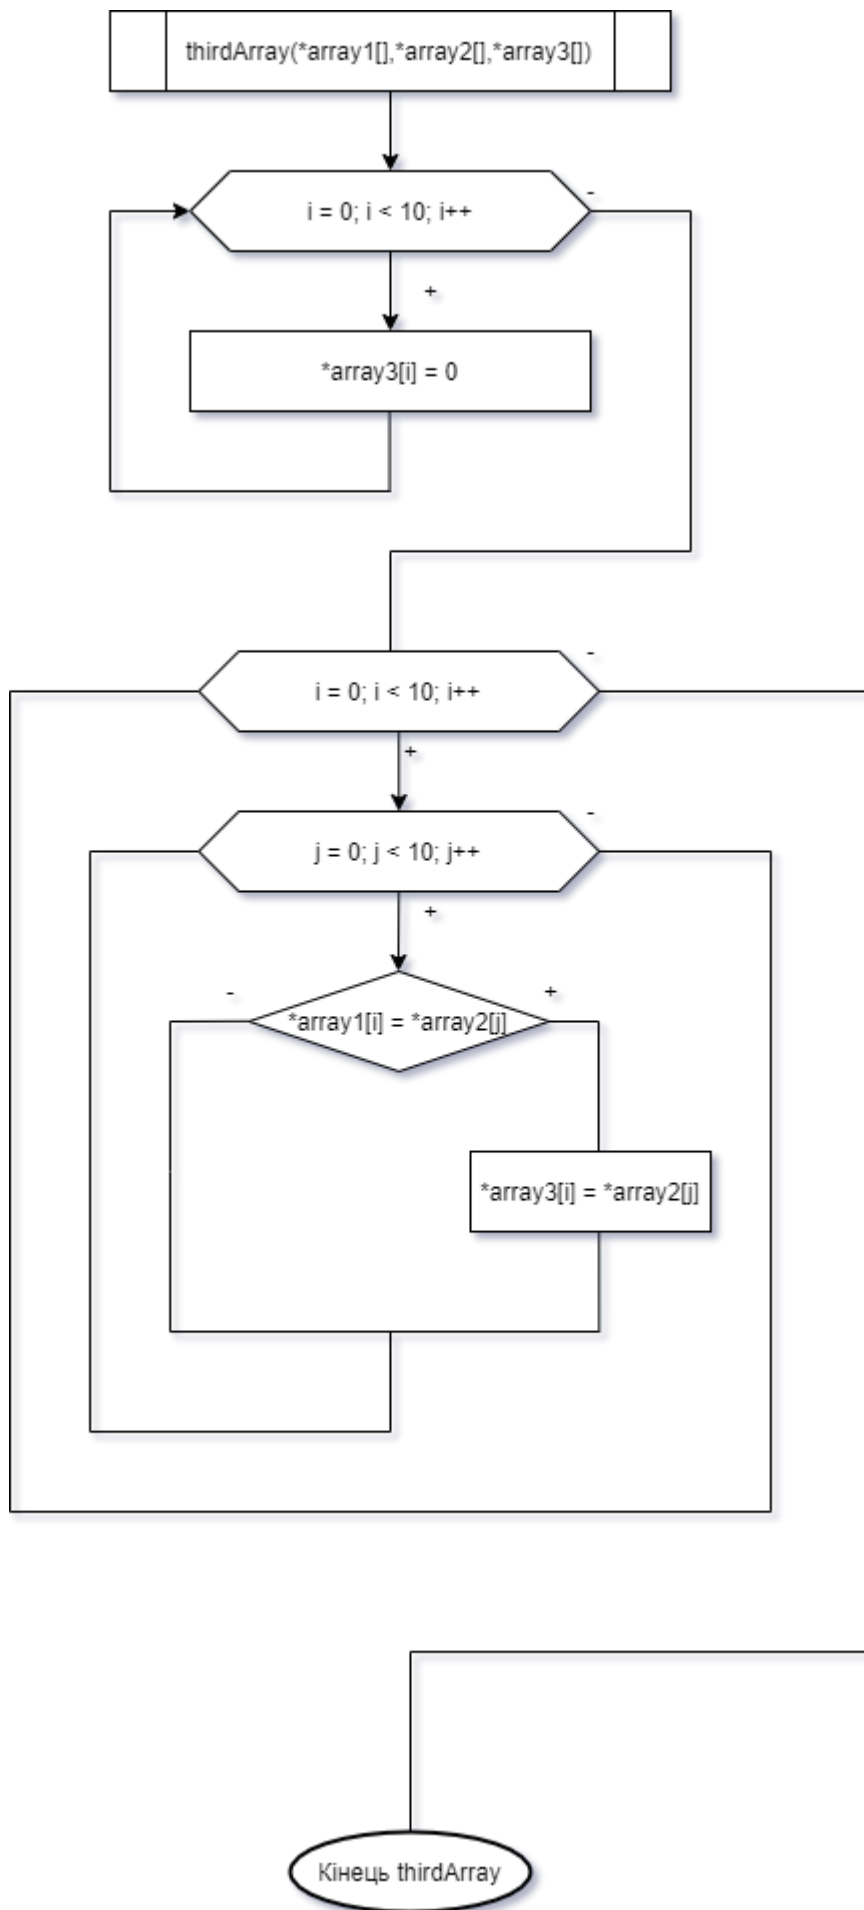 thirdArray(*array1[],*array2[],*array3[])
i = 0; i < 10; i++
-
+
*array3[i] = 0
i = 0; i < 10; i++
-
+
j = 0; j < 10; j++
-
+
-
+
*array1[i] = *array2[j]
*array3[i] = *array2[j]
Кінець thirdArray